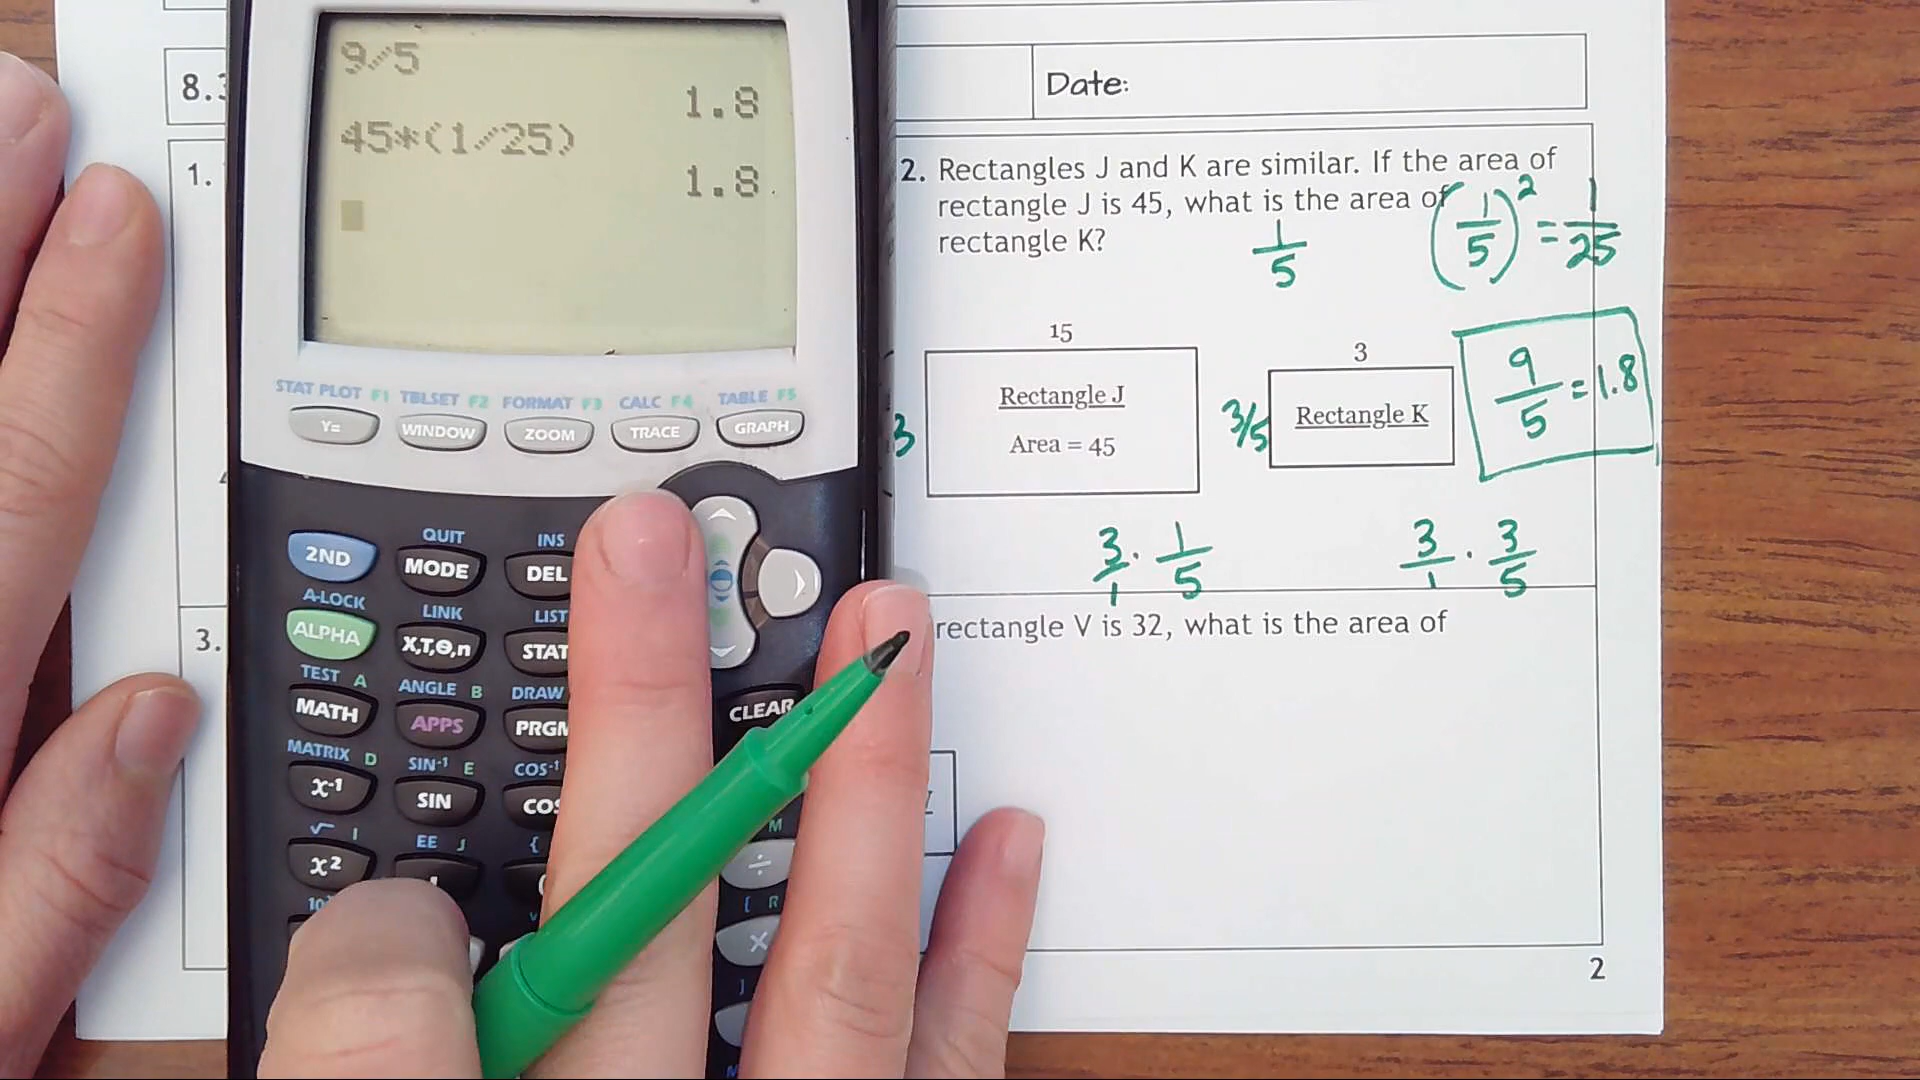 9/5
1.8
45*(1/25)
1.8
STAT PLOT F1 TBLSET F2 FORMAT F3 CALC F4 TABLE F5
Y= WINDOW ZOOM TRACE GRAPH
QUIT INS
2ND MODE DEL
A-LOCK LINK LIST
ALPHA X,T,θ,n STAT
TEST A ANGLE B DRAW
MATH APPS PRGM CLEAR
MATRIX D SIN⁻¹ E COS⁻¹
x⁻¹ SIN COS
√ I EE J { M
x² , ( ÷
10 [ R
×
]
8.3
Date:
1.
2. Rectangles J and K are similar. If the area of
rectangle J is 45, what is the area of
rectangle K?
1/5
(1/5)² = 1/25
15
Rectangle J
Area = 45
3
3
Rectangle K
3/5
9/5 = 1.8
3/1 · 1/5
3/1 · 3/5
3.
rectangle V is 32, what is the area of
2